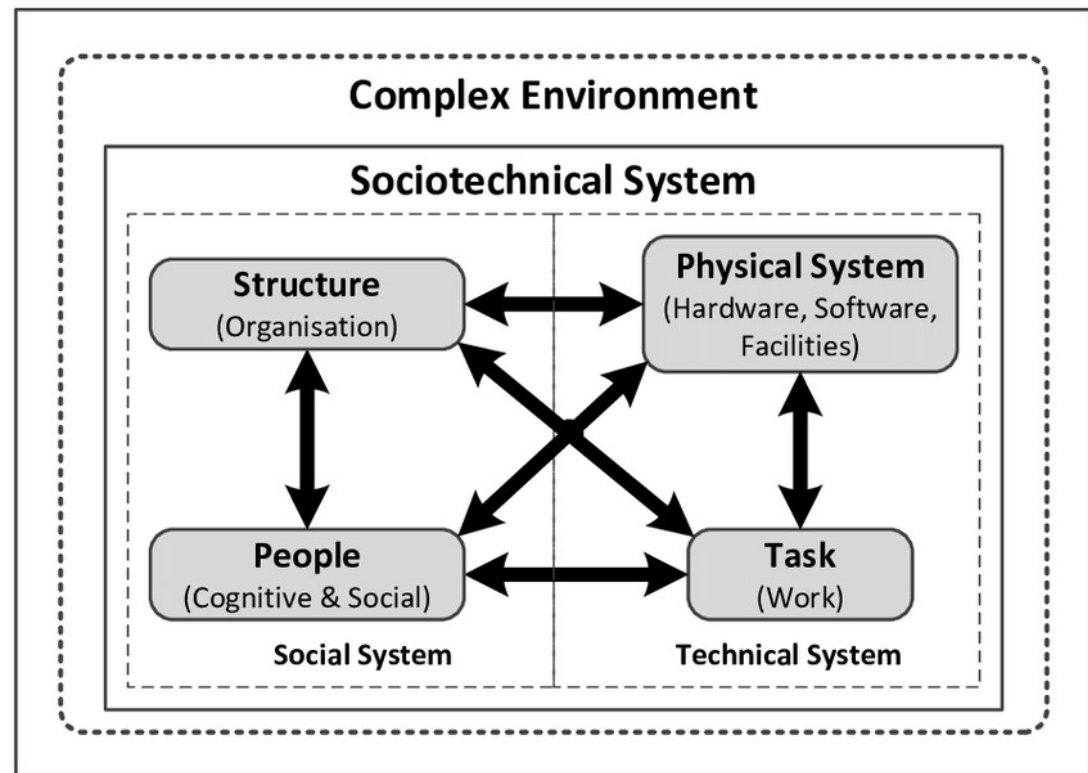 Complex Environment
Sociotechnical System
Structure
(Organisation)
Physical System
(Hardware, Software,
Facilities)
People
(Cognitive & Social)
Task
(Work)
Social System
Technical System